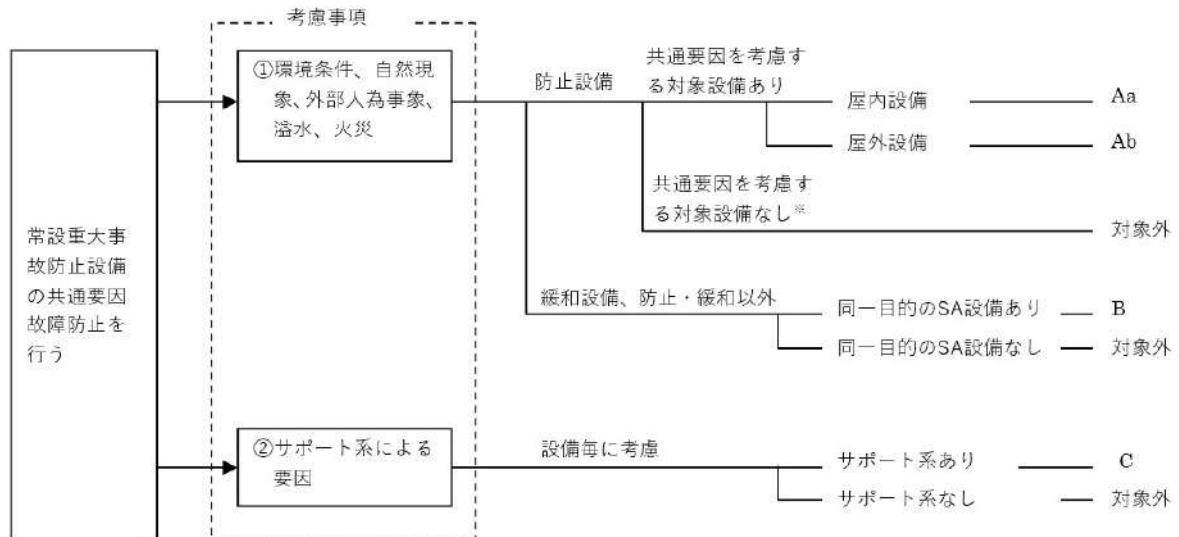 考慮事項
常設重大事
故防止設備
の共通要因
故障防止を
行う
①環境条件、自然現
象、外部人為事象、
溢水、火災
防止設備
共通要因を考慮す
る対象設備あり
屋内設備
Aa
屋外設備
Ab
共通要因を考慮す
る対象設備なし※
対象外
緩和設備、防止・緩和以外
同一目的のSA設備あり
B
同一目的のSA設備なし
対象外
②サポート系による
要因
設備毎に考慮
サポート系あり
C
サポート系なし
対象外